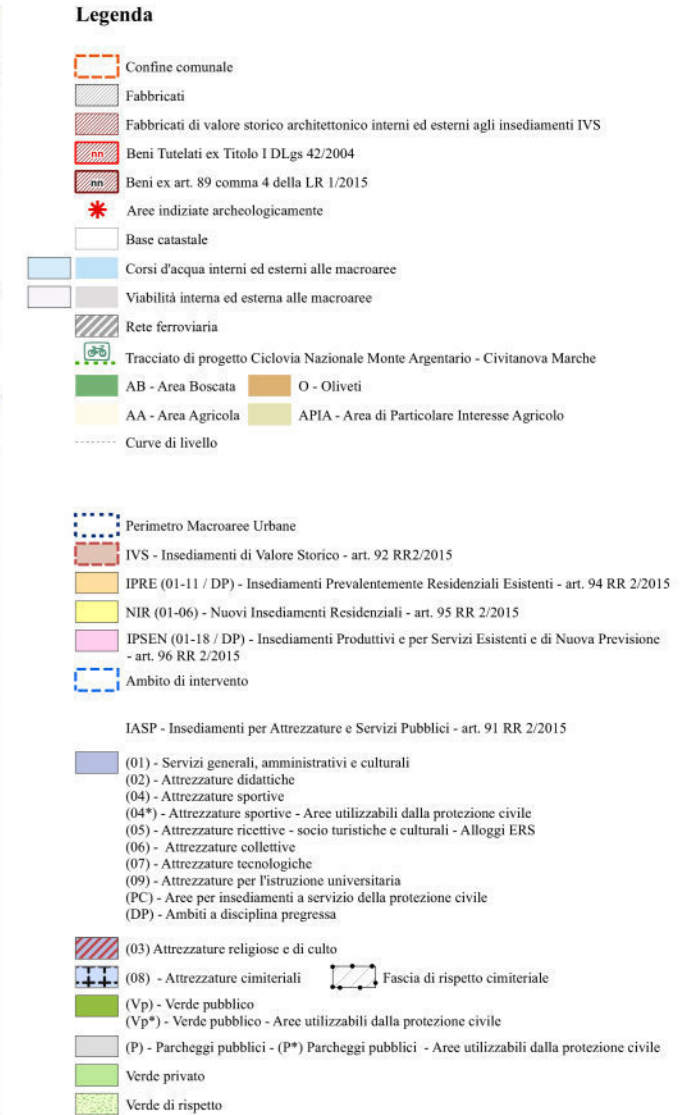 Legenda
Confine comunale
Fabbricati
Fabbricati di valore storico architettonico interni ed esterni agli insediamenti IVS
nn Beni Tutelati ex Titolo I DLgs 42/2004
nn Beni ex art. 89 comma 4 della LR 1/2015
Aree indiziate archeologicamente
Base catastale
Corsi d'acqua interni ed esterni alle macroaree
Viabilità interna ed esterna alle macroaree
Rete ferroviaria
Tracciato di progetto Ciclovia Nazionale Monte Argentario - Civitanova Marche
AB - Area Boscata O - Oliveti
AA - Area Agricola APIA - Area di Particolare Interesse Agricolo
Curve di livello
Perimetro Macroaree Urbane
IVS - Insediamenti di Valore Storico - art. 92 RR2/2015
IPRE (01-11 / DP) - Insediamenti Prevalentemente Residenziali Esistenti - art. 94 RR 2/2015
NIR (01-06) - Nuovi Insediamenti Residenziali - art. 95 RR 2/2015
IPSEN (01-18 / DP) - Insediamenti Produttivi e per Servizi Esistenti e di Nuova Previsione
- art. 96 RR 2/2015
Ambito di intervento
IASP - Insediamenti per Attrezzature e Servizi Pubblici - art. 91 RR 2/2015
(01) - Servizi generali, amministrativi e culturali
(02) - Attrezzature didattiche
(04) - Attrezzature sportive
(04*) - Attrezzature sportive - Aree utilizzabili dalla protezione civile
(05) - Attrezzature ricettive - socio turistiche e culturali - Alloggi ERS
(06) - Attrezzature collettive
(07) - Attrezzature tecnologiche
(09) - Attrezzature per l'istruzione universitaria
(PC) - Aree per insediamenti a servizio della protezione civile
(DP) - Ambiti a disciplina pregressa
(03) Attrezzature religiose e di culto
(08) - Attrezzature cimiteriali Fascia di rispetto cimiteriale
(Vp) - Verde pubblico
(Vp*) - Verde pubblico - Aree utilizzabili dalla protezione civile
(P) - Parcheggi pubblici - (P*) Parcheggi pubblici - Aree utilizzabili dalla protezione civile
Verde privato
Verde di rispetto